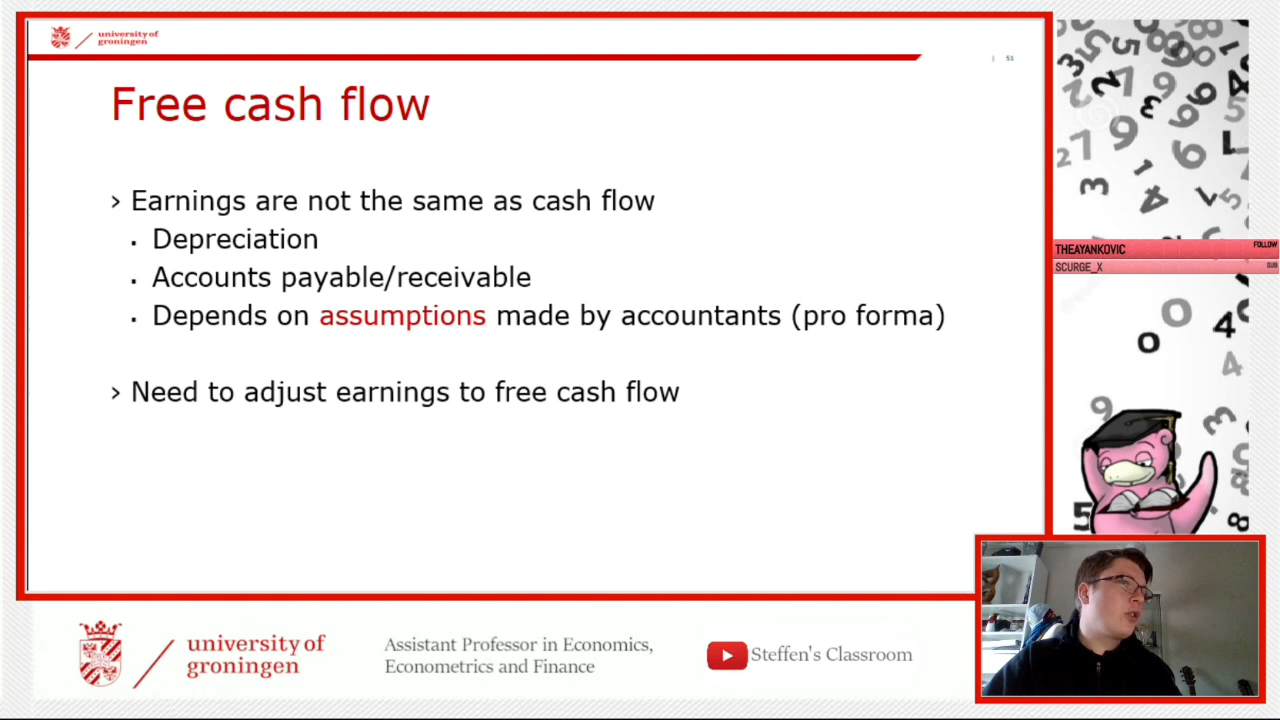 university of
groningen
| 51
Free cash flow
› Earnings are not the same as cash flow
▪ Depreciation
▪ Accounts payable/receivable
▪ Depends on assumptions made by accountants (pro forma)
› Need to adjust earnings to free cash flow
THEAYANKOVIC FOLLOW
SCURGE_X SUB
university of
groningen
Assistant Professor in Economics,
Econometrics and Finance
Steffen's Classroom